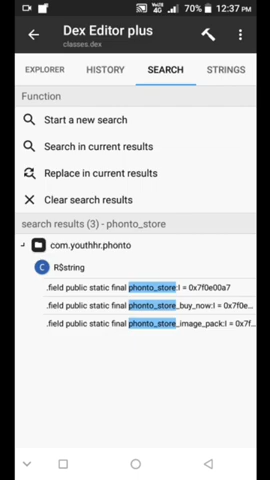 70% 12:37 PM
Dex Editor plus
classes.dex
EXPLORER HISTORY SEARCH STRINGS
Function
Start a new search
Search in current results
Replace in current results
Clear search results
search results (3) - phonto_store
com.youthhr.phonto
C R$string
.field public static final phonto_store:I = 0x7f0e00a7
.field public static final phonto_store_buy_now:I = 0x7f0e...
.field public static final phonto_store_image_pack:I = 0x7f...